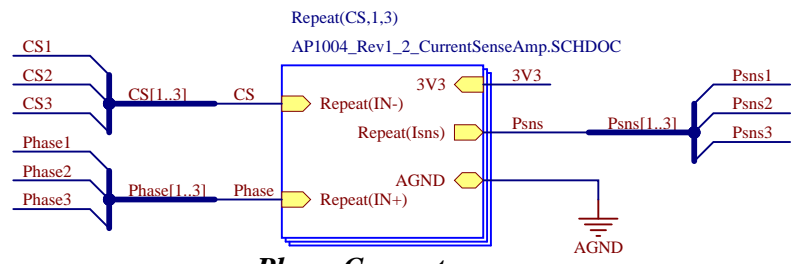 Repeat(CS,1,3)
AP1004_Rev1_2_CurrentSenseAmp.SCHDOC
CS1
CS2
CS3
CS[1..3]
CS
Repeat(IN-)
3V3
3V3
Repeat(Isns)
Psns
Psns[1..3]
Psns1
Psns2
Psns3
Phase1
Phase2
Phase3
Phase[1..3]
Phase
Repeat(IN+)
AGND
AGND